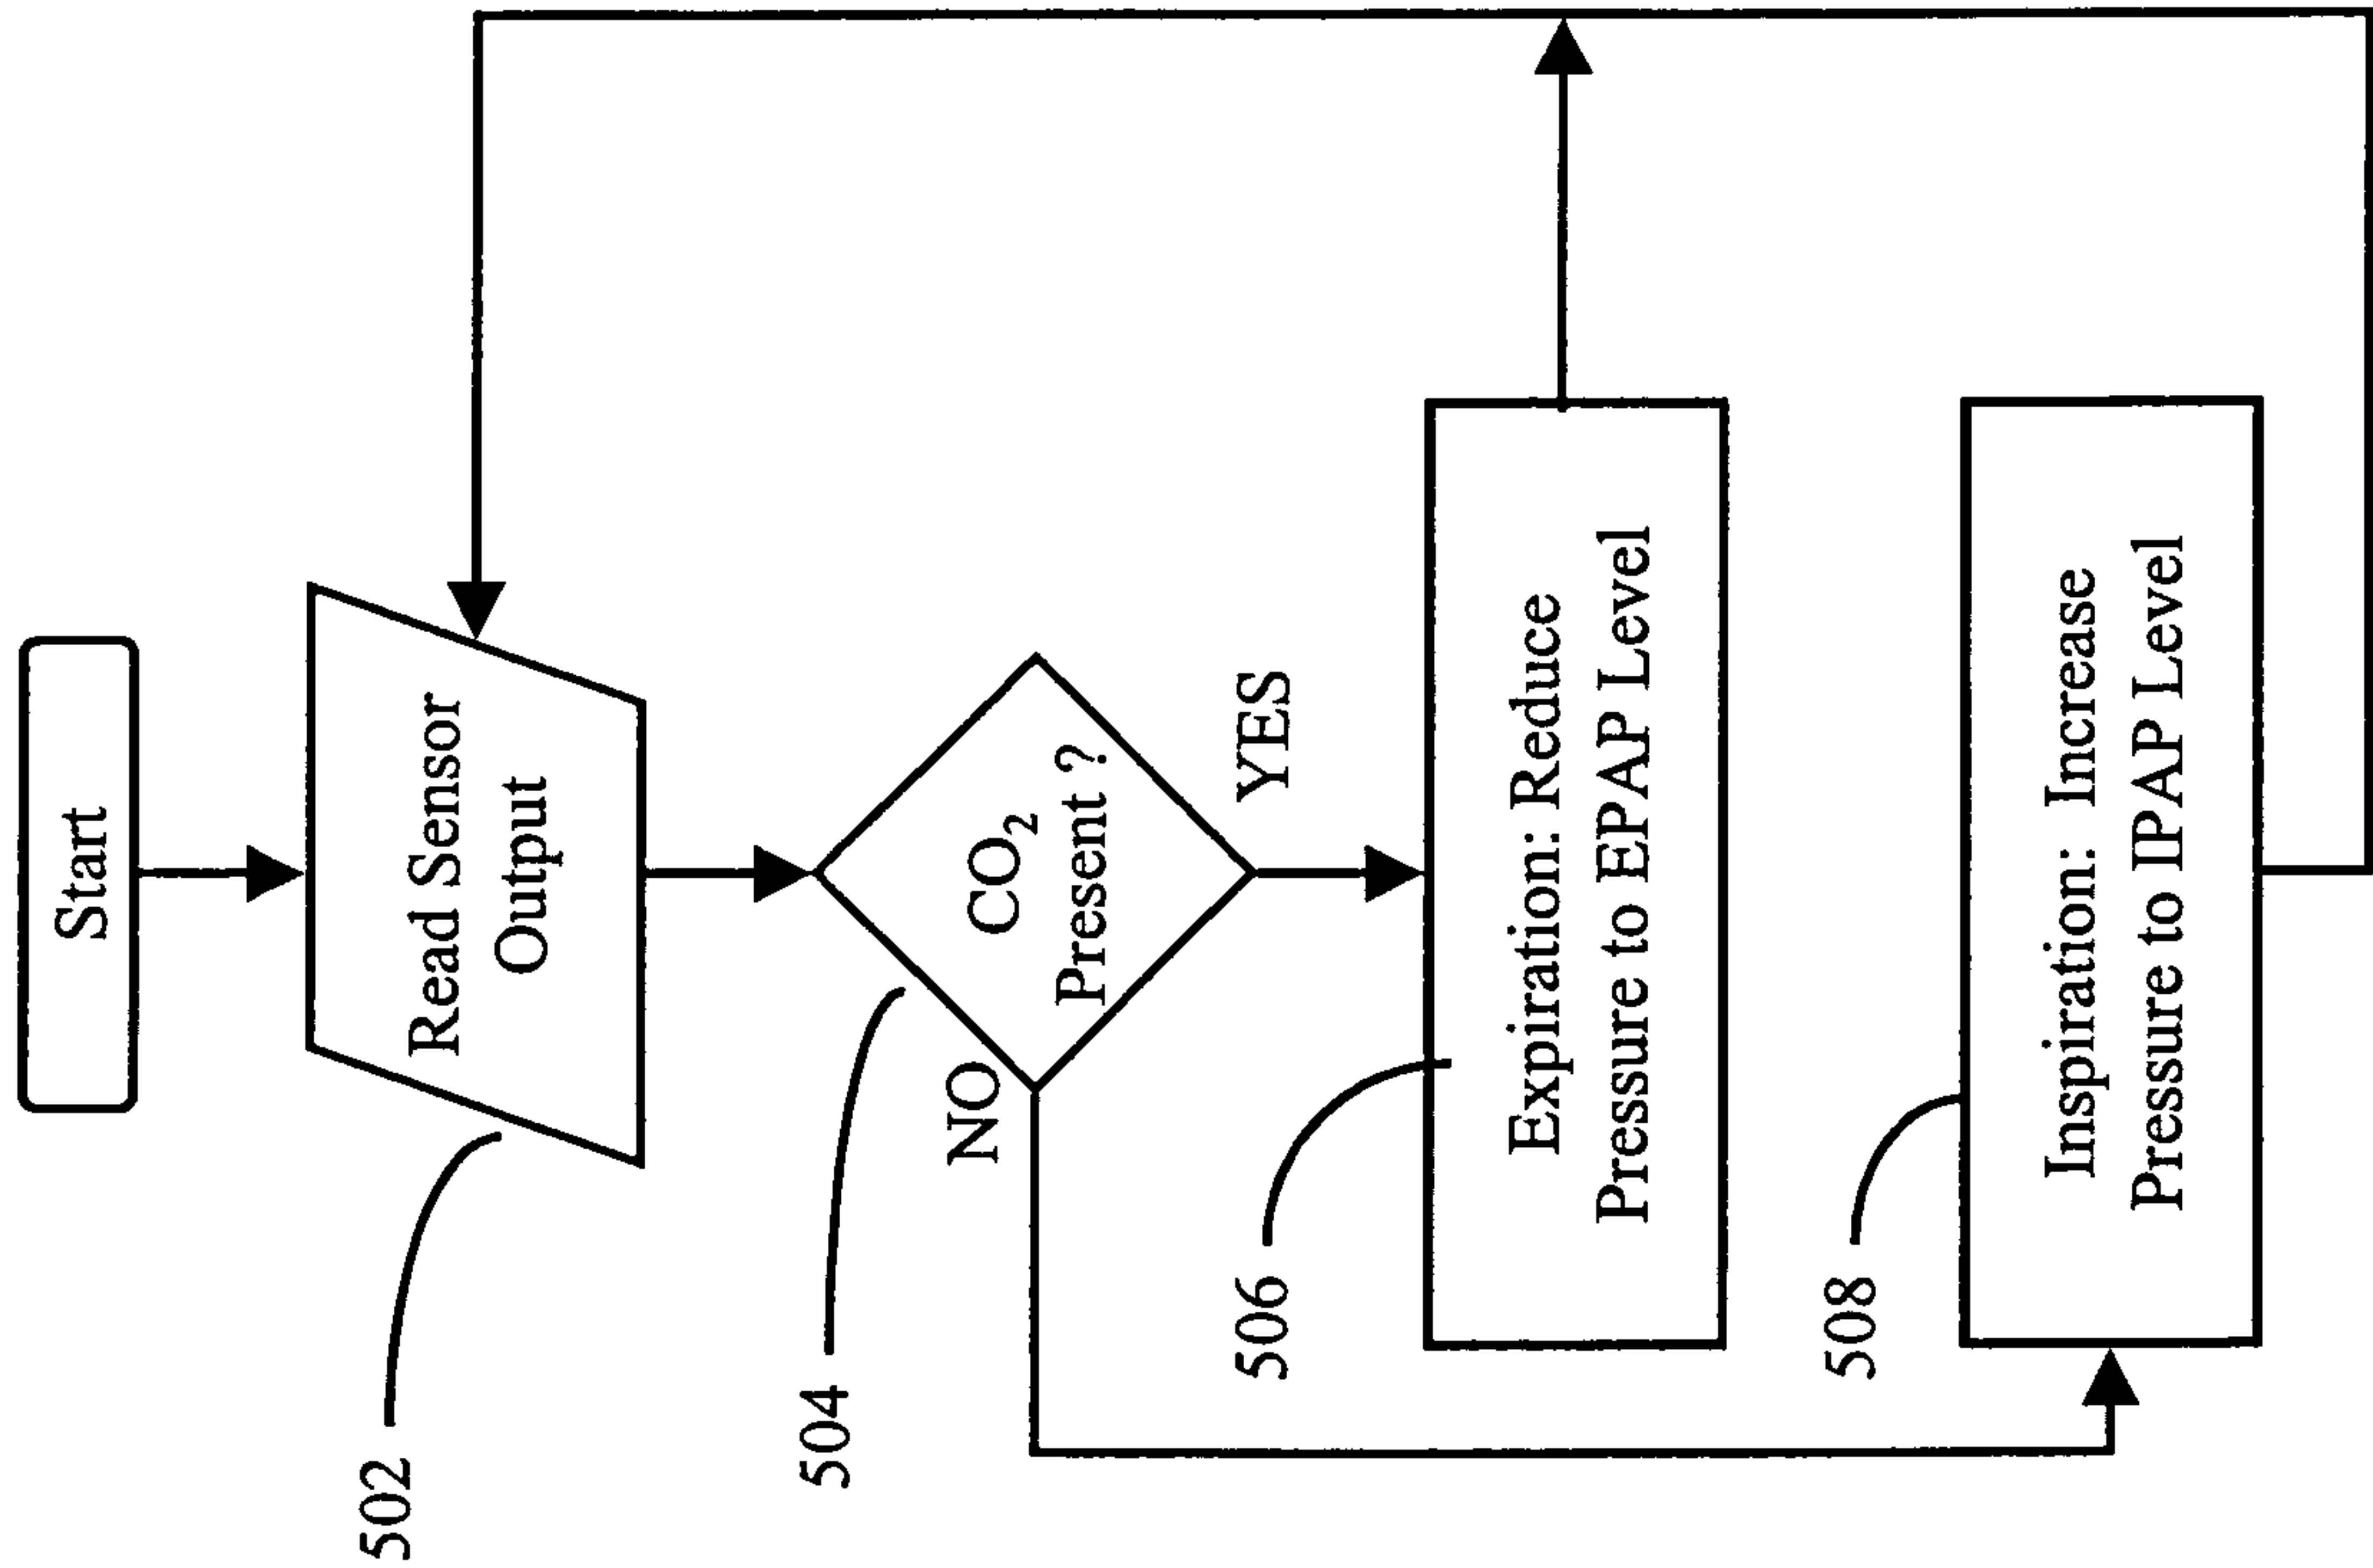 Start
502
Read Sensor
Output
504
CO₂
Present ?
NO
YES
506
Expiration: Reduce
Pressure to EPAP Level
508
Inspiration: Increase
Pressure to IPAP Level